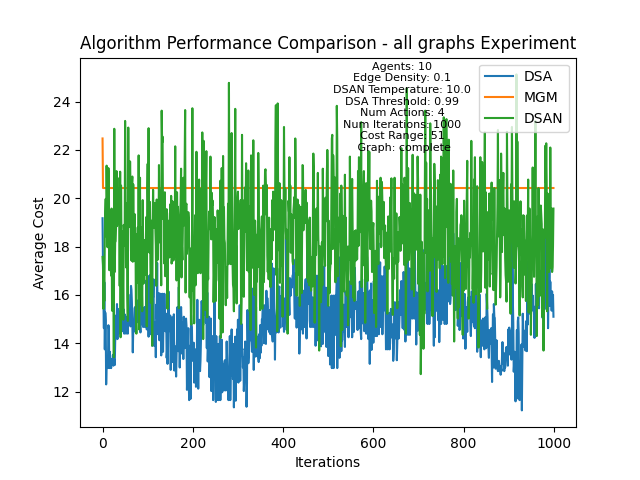 Algorithm Performance Comparison - all graphs Experiment
Agents: 10
Edge Density: 0.1
DSAN Temperature: 10.0
DSA Threshold: 0.99
Num Actions: 4
Num Iterations: 1000
Cost Range: 51
Graph: complete
DSA
MGM
DSAN
Average Cost
24
22
20
18
16
14
12
0
200
400
600
800
1000
Iterations